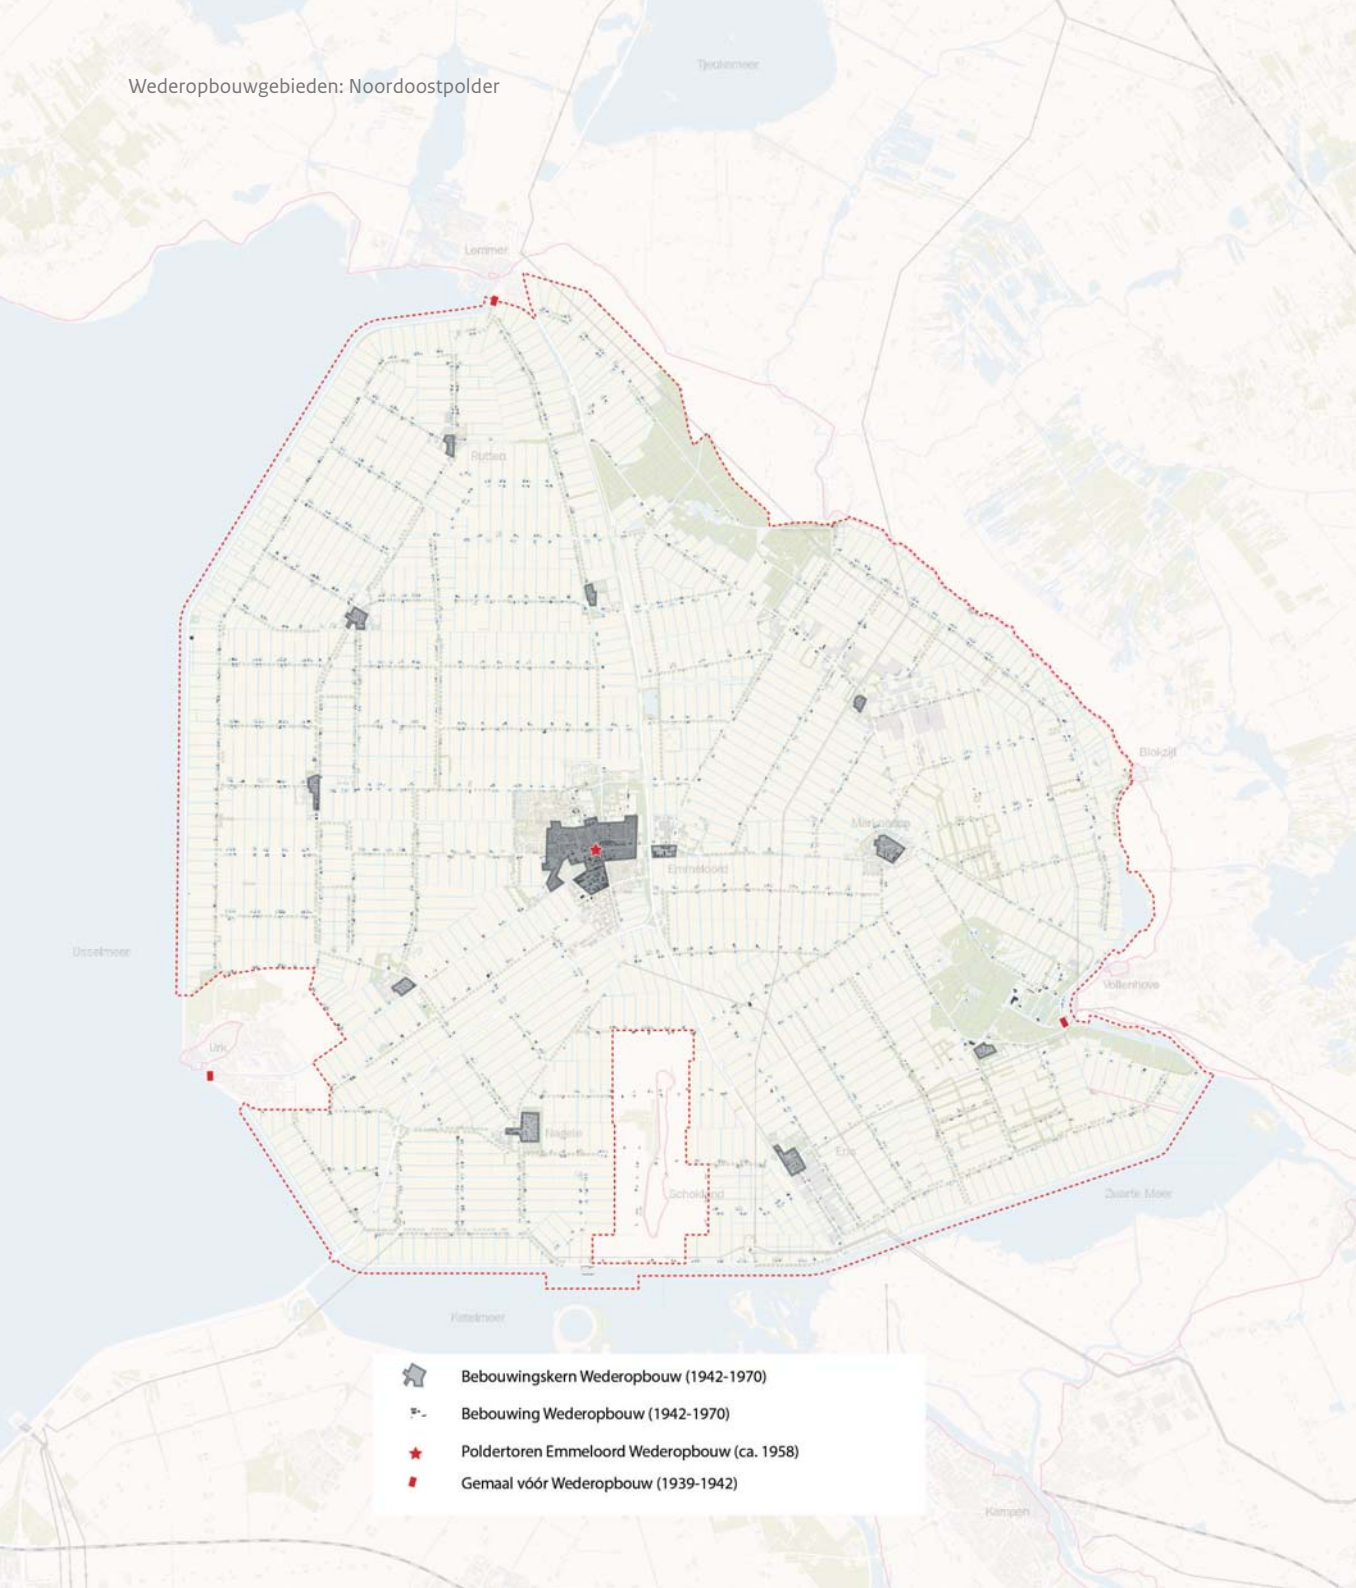 Tjeukemeer
Wederopbouwgebieden: Noordoostpolder
Lemmer
Rutten
Blokzijl
Marknesse
Emmeloord
IJsselmeer
Vollenhove
Urk
Nagele
Ens
Schokland
Zwarte Meer
Ketelmeer
Bebouwingskern Wederopbouw (1942-1970)
Bebouwing Wederopbouw (1942-1970)
Poldertoren Emmeloord Wederopbouw (ca. 1958)
Gemaal vóór Wederopbouw (1939-1942)
Kampen